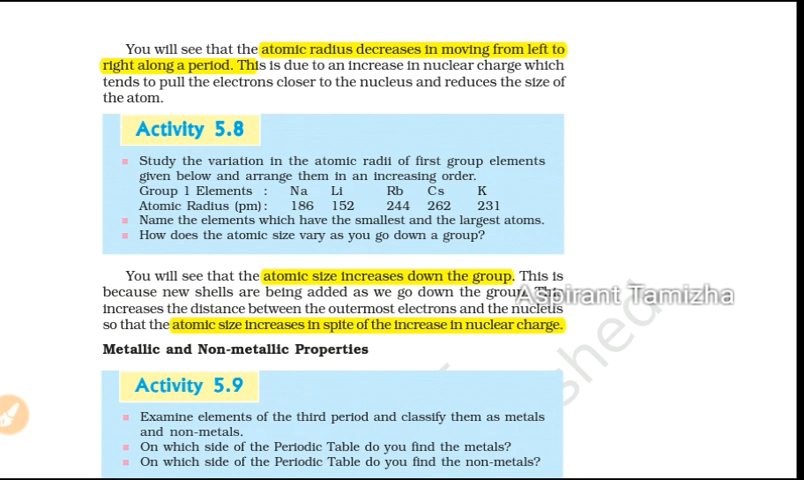 You will see that the atomic radius decreases in moving from left to
right along a period. This is due to an increase in nuclear charge which
tends to pull the electrons closer to the nucleus and reduces the size of
the atom.
Activity 5.8
Study the variation in the atomic radii of first group elements
given below and arrange them in an increasing order.
Group 1 Elements : Na Li Rb Cs K
Atomic Radius (pm): 186 152 244 262 231
Name the elements which have the smallest and the largest atoms.
How does the atomic size vary as you go down a group?
You will see that the atomic size increases down the group. This is
because new shells are being added as we go down the group. This
increases the distance between the outermost electrons and the nucleus
so that the atomic size increases in spite of the increase in nuclear charge.
Aspirant Tamizha
Metallic and Non-metallic Properties
Activity 5.9
Examine elements of the third period and classify them as metals
and non-metals.
On which side of the Periodic Table do you find the metals?
On which side of the Periodic Table do you find the non-metals?